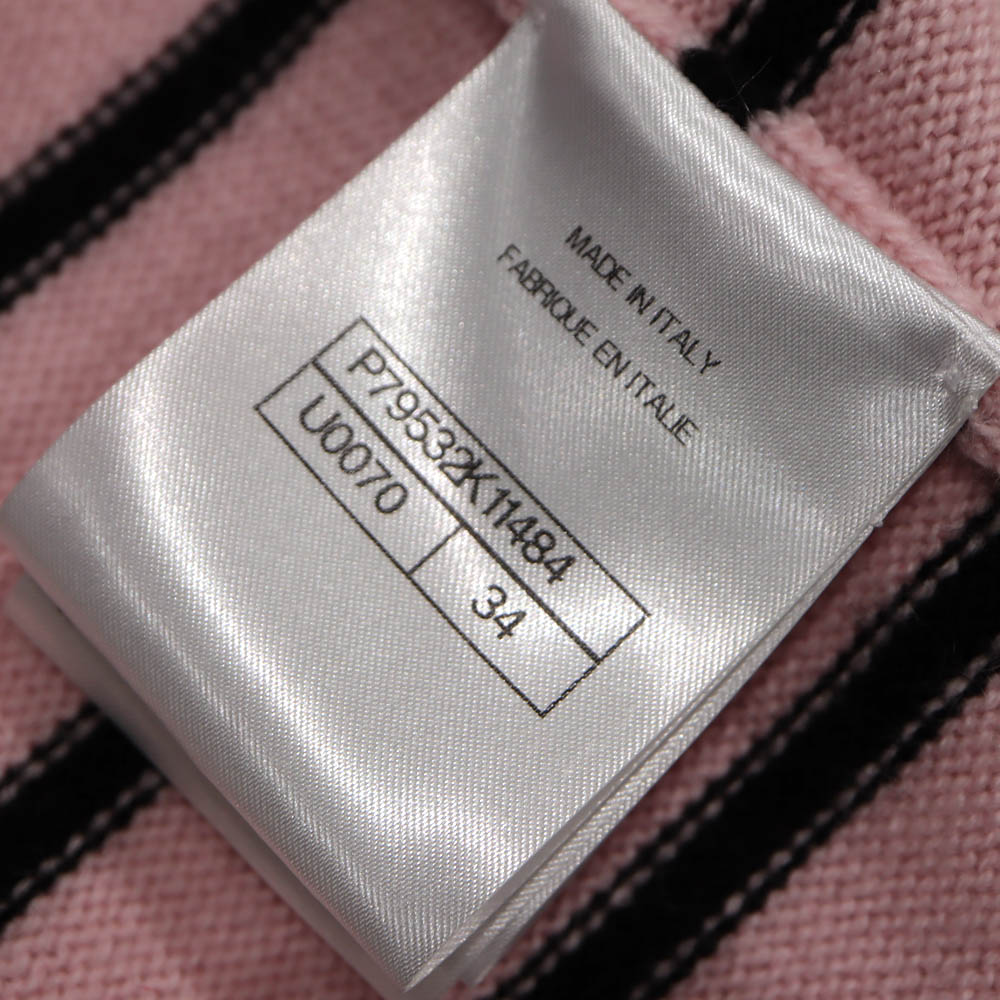 MADE IN ITALY
FABRIQUE EN ITALIE
P79532K11484
U0070 34